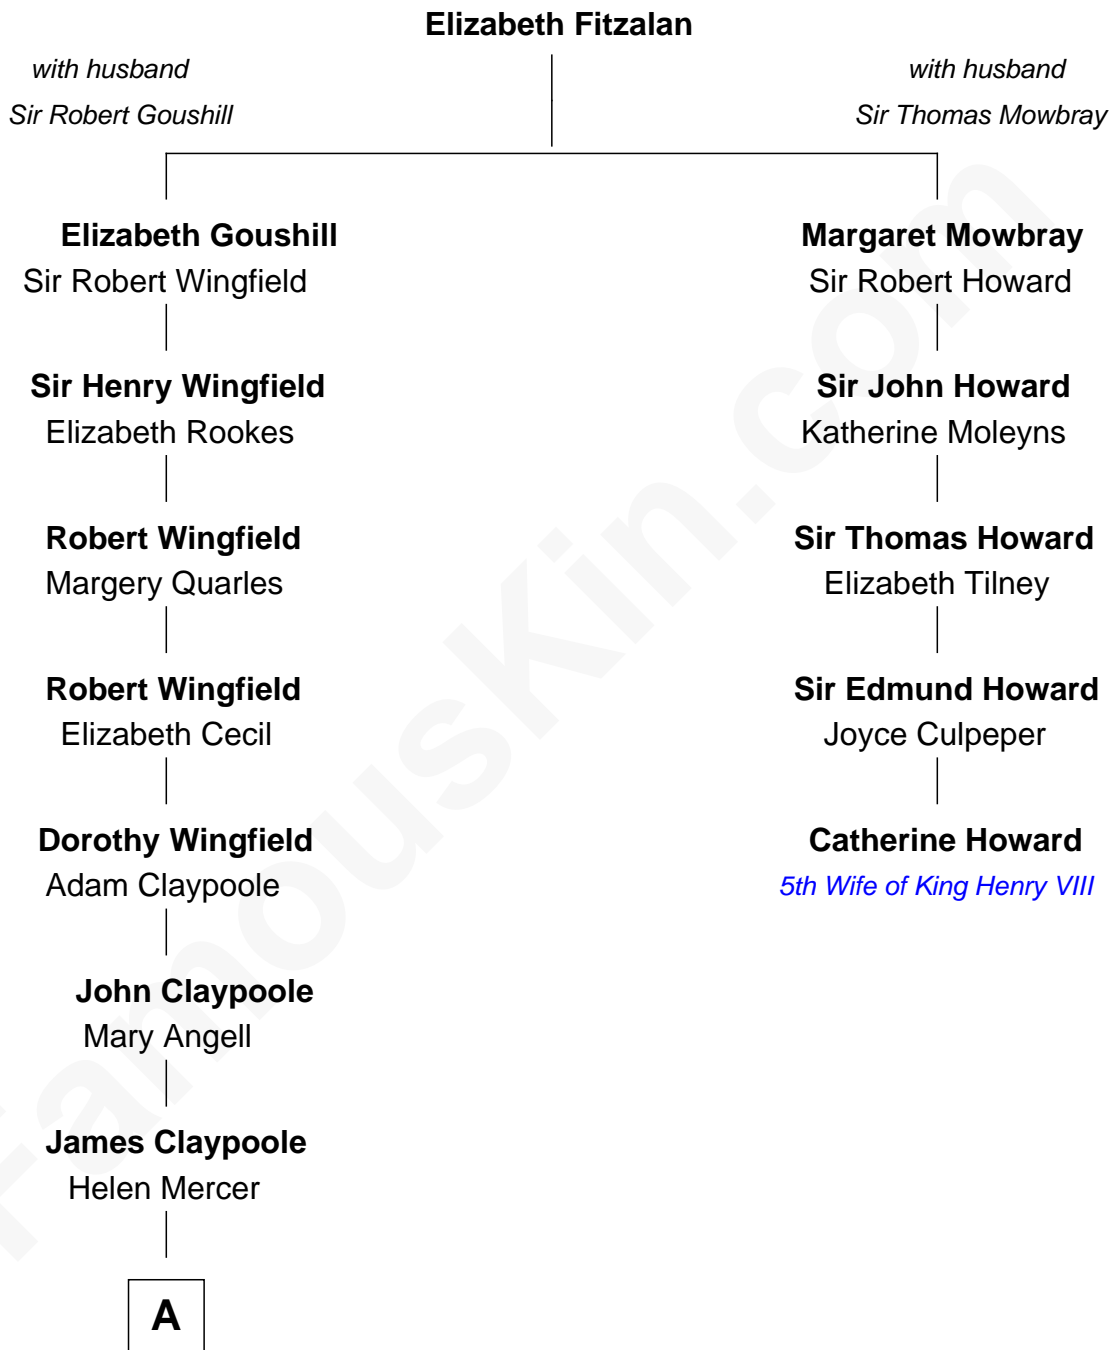 Elizabeth Fitzalan
with husband
Sir Robert Goushill
with husband
Sir Thomas Mowbray
Elizabeth Goushill
Sir Robert Wingfield
Margaret Mowbray
Sir Robert Howard
Sir Henry Wingfield
Elizabeth Rookes
Sir John Howard
Katherine Moleyns
Robert Wingfield
Margery Quarles
Sir Thomas Howard
Elizabeth Tilney
Robert Wingfield
Elizabeth Cecil
Sir Edmund Howard
Joyce Culpeper
Dorothy Wingfield
Adam Claypoole
Catherine Howard
5th Wife of King Henry VIII
John Claypoole
Mary Angell
James Claypoole
Helen Mercer
A
FamousKin.com